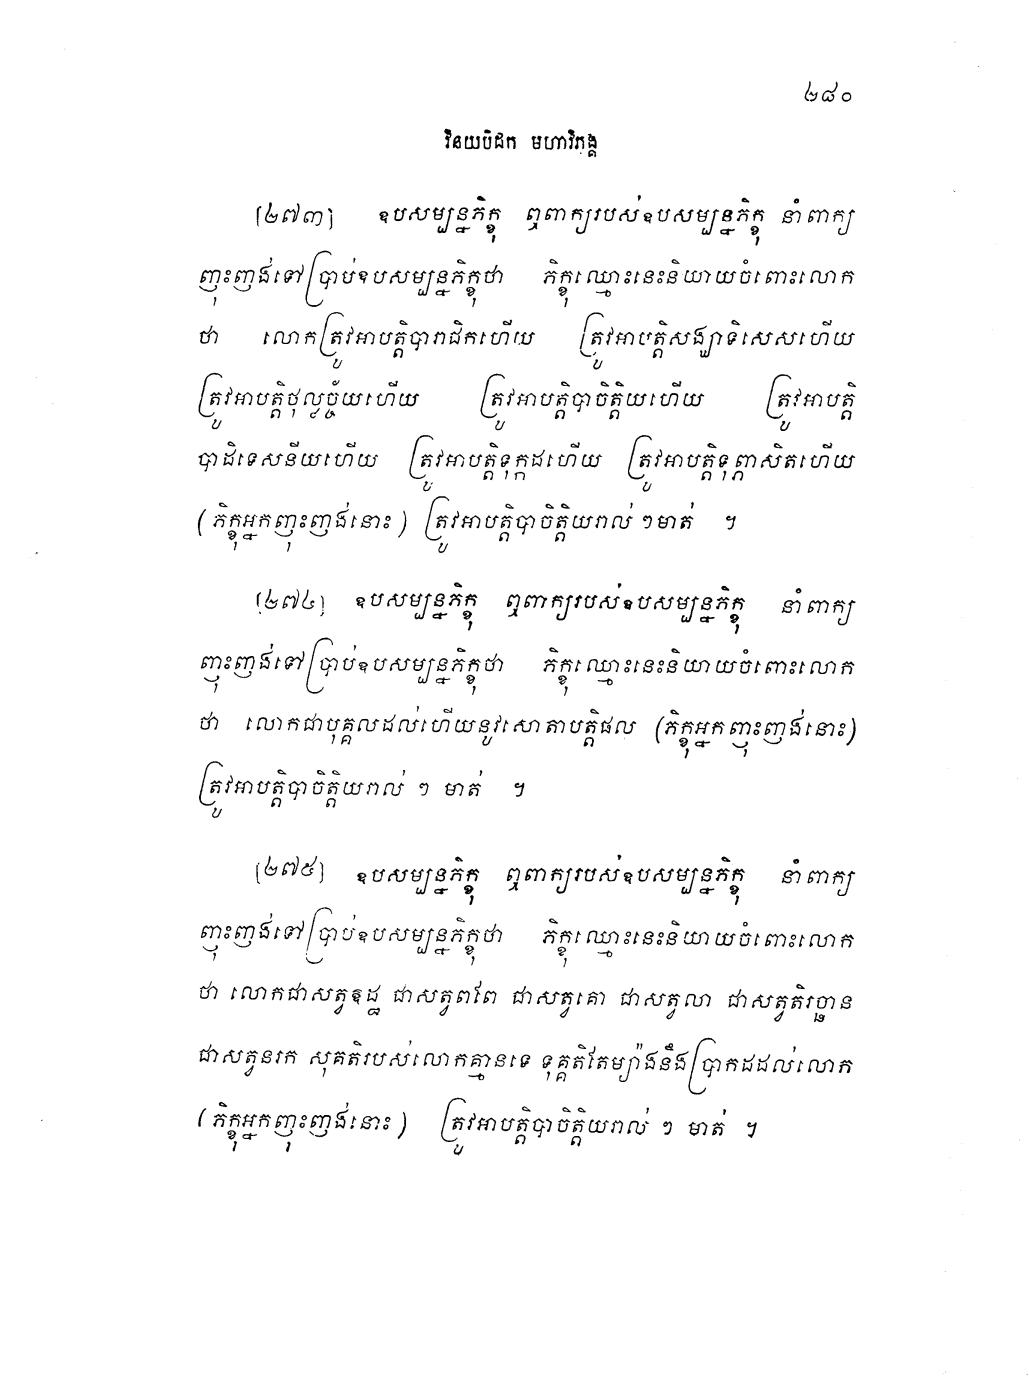 ២៨០
វិនយបិដក មហាវិភង្គ
[២៧៣] ឧបសម្បន្នភិក្ខុ ឮពាក្យរបស់ឧបសម្បន្នភិក្ខុ នាំពាក្យ
ញុះញង់ទៅប្រាប់ឧបសម្បន្នភិក្ខុថា ភិក្ខុឈ្មោះនេះនិយាយចំពោះលោក
ថា លោកត្រូវអាបត្តិបារាជិកហើយ ត្រូវអាបត្តិសង្ឃាទិសេសហើយ
ត្រូវអាបត្តិថុល្លច្ច័យហើយ ត្រូវអាបត្តិបាចិត្តិយហើយ ត្រូវអាបត្តិ
បាដិទេសនីយហើយ ត្រូវអាបត្តិទុក្កដហើយ ត្រូវអាបត្តិទុព្ភាសិតហើយ
(ភិក្ខុអ្នកញុះញង់នោះ) ត្រូវអាបត្តិបាចិត្តិយរាល់ៗមាត់ ។
[២៧៤] ឧបសម្បន្នភិក្ខុ ឮពាក្យរបស់ឧបសម្បន្នភិក្ខុ នាំពាក្យ
ញុះញង់ទៅប្រាប់ឧបសម្បន្នភិក្ខុថា ភិក្ខុឈ្មោះនេះនិយាយចំពោះលោក
ថា លោកជាបុគ្គលដល់ហើយនូវសោតាបត្តិផល (ភិក្ខុអ្នកញុះញង់នោះ)
ត្រូវអាបត្តិបាចិត្តិយរាល់ ៗ មាត់ ។
[២៧៥] ឧបសម្បន្នភិក្ខុ ឮពាក្យរបស់ឧបសម្បន្នភិក្ខុ នាំពាក្យ
ញុះញង់ទៅប្រាប់ឧបសម្បន្នភិក្ខុថា ភិក្ខុឈ្មោះនេះនិយាយចំពោះលោក
ថា លោកជាសត្វឧដ្ឋ ជាសត្វពពែ ជាសត្វគោ ជាសត្វលា ជាសត្វតិរច្ឆាន
ជាសត្វនរក សុគតិរបស់លោកគ្មានទេ ទុគ្គតិតែម្យ៉ាងនឹងប្រាកដដល់លោក
(ភិក្ខុអ្នកញុះញង់នោះ) ត្រូវអាបត្តិបាចិត្តិយរាល់ ៗ មាត់ ។